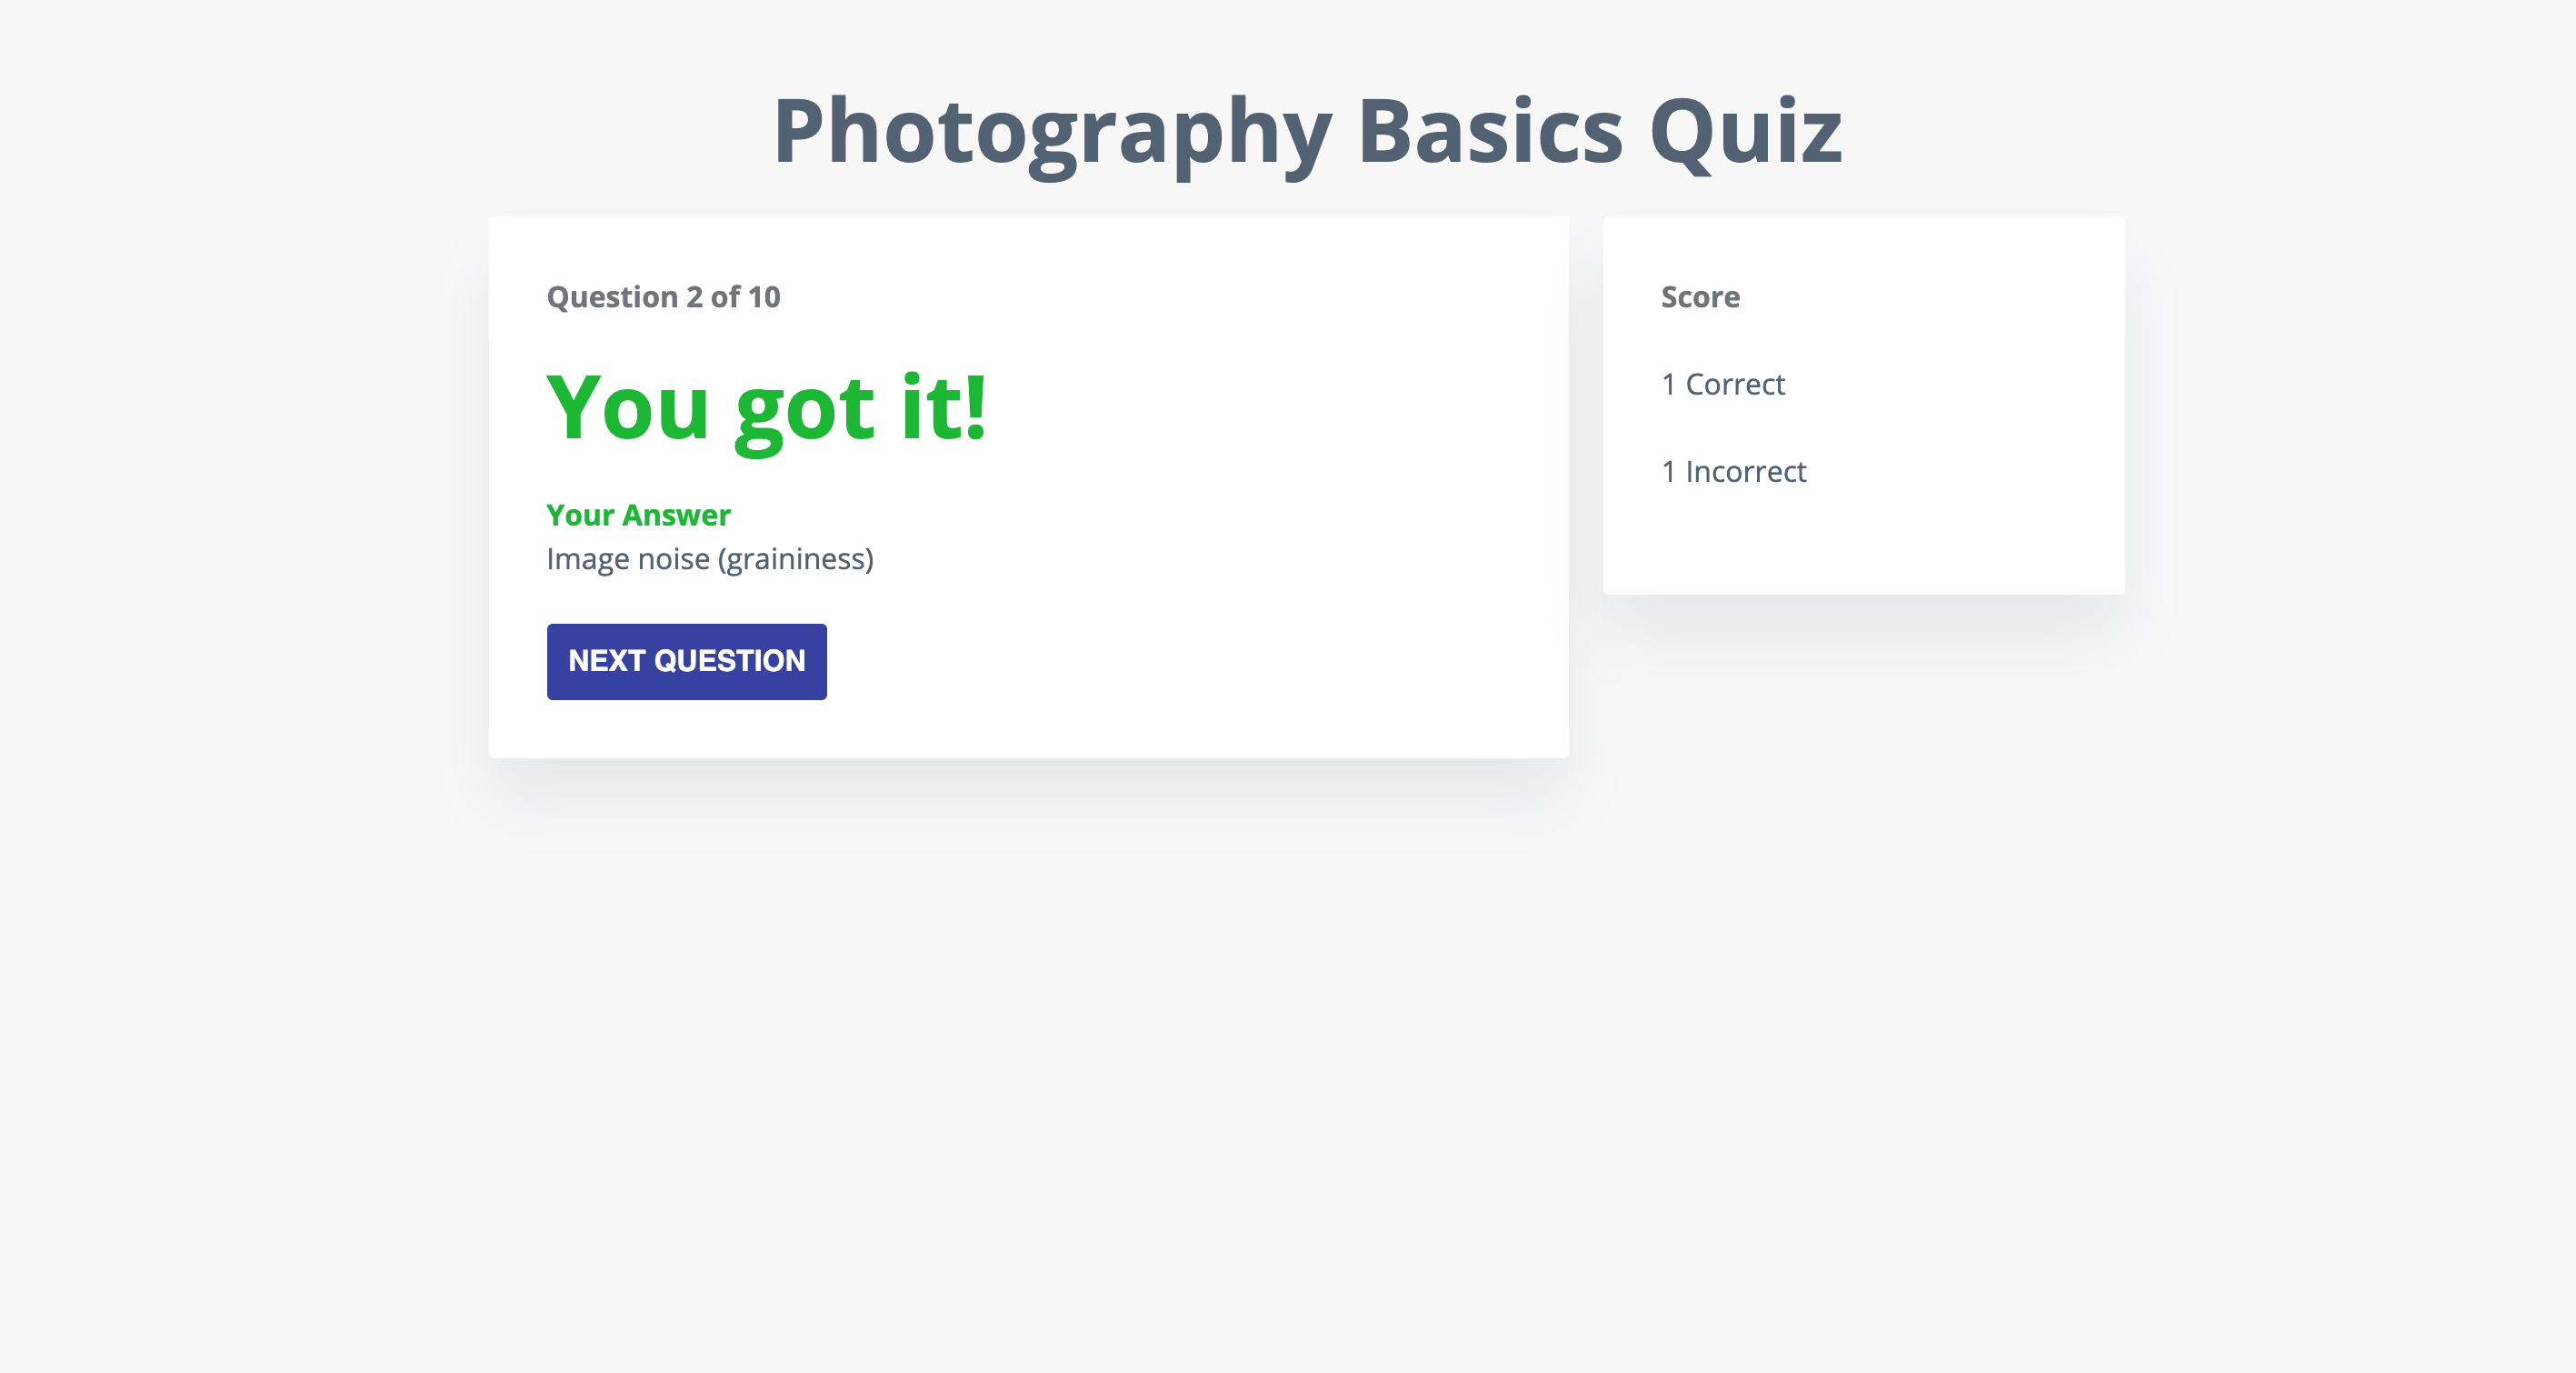 Photography Basics Quiz
Question 2 of 10
You got it!
Your Answer
Image noise (graininess)
NEXT QUESTION
Score
1 Correct
1 Incorrect